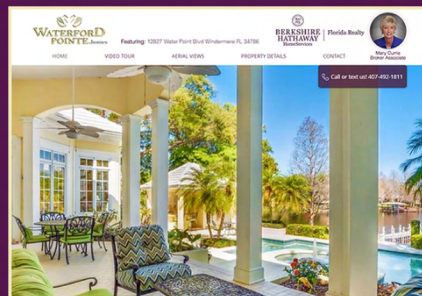 WATERFORD
POINTE
Featuring: 12827 Water Point Blvd Windermere FL 34786
BERKSHIRE
HATHAWAY
HomeServices
Florida Realty
Mary Currie
Broker Associate
HOME
VIDEO TOUR
AERIAL VIEWS
PROPERTY DETAILS
CONTACT
Call or text us! 407-492-1811